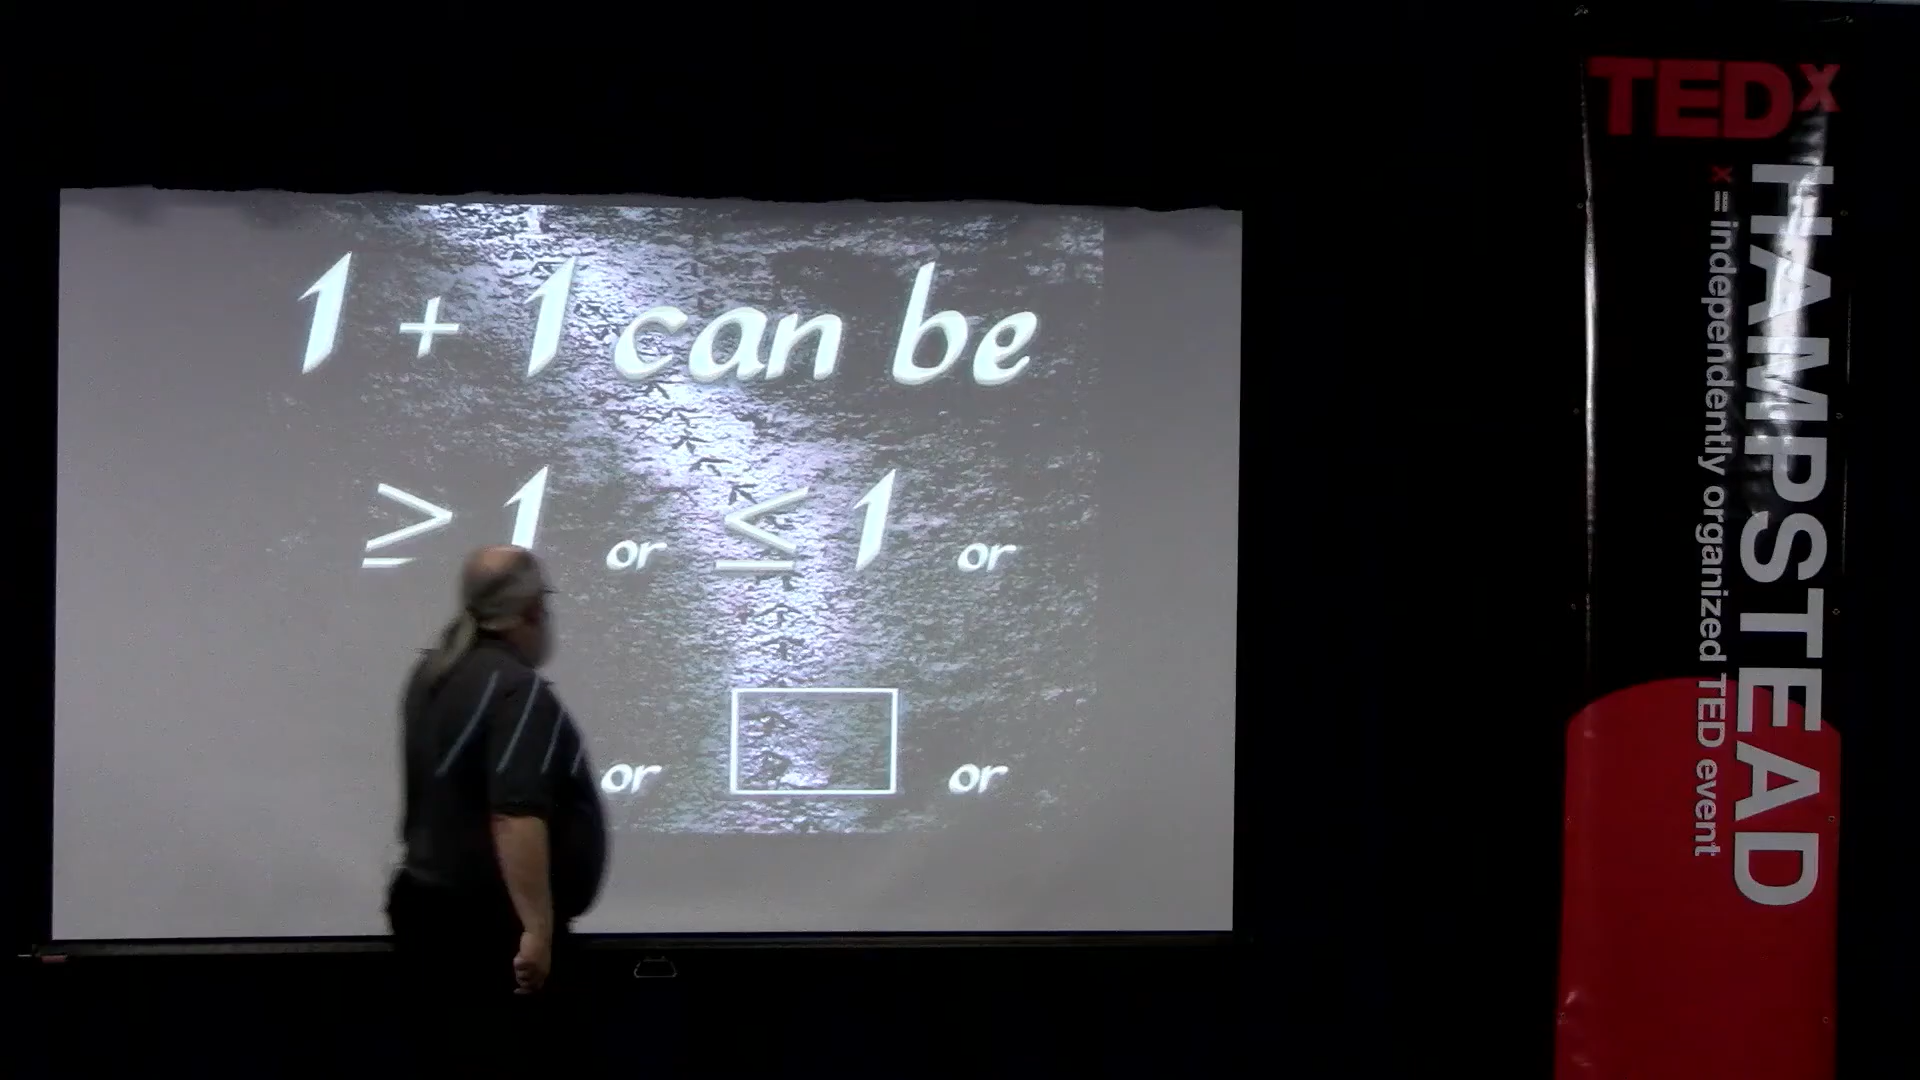 1 + 1 can be
≥ 1 or ≤ 1 or
or or
TEDx
HAMPSTEAD
x = independently organized TED event